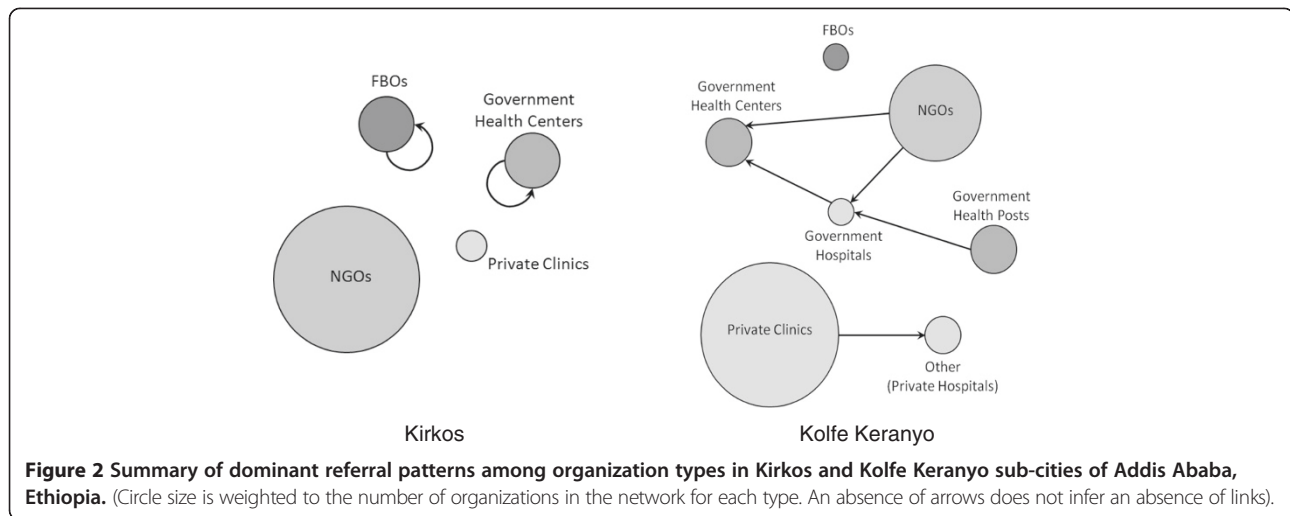 FBOs
Government
Health Centers
NGOs
Private Clinics
Kirkos
FBOs
Government
Health Centers
NGOs
Government
Health Posts
Government
Hospitals
Private Clinics
Other
(Private Hospitals)
Kolfe Keranyo
Figure 2 Summary of dominant referral patterns among organization types in Kirkos and Kolfe Keranyo sub-cities of Addis Ababa,
Ethiopia. (Circle size is weighted to the number of organizations in the network for each type. An absence of arrows does not infer an absence of links).